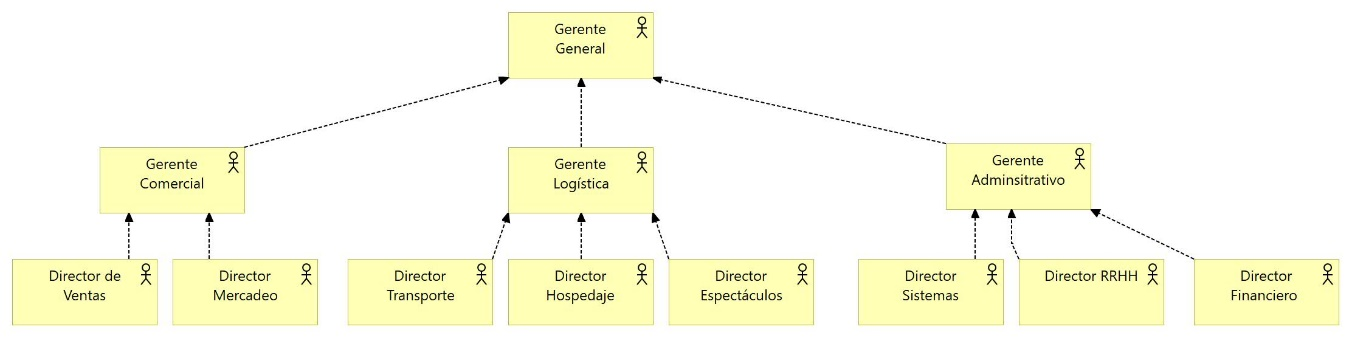 Gerente
General
Gerente
Comercial
Gerente
Logística
Gerente
Adminsitrativo
Director de
Ventas
Director
Mercadeo
Director
Transporte
Director
Hospedaje
Director
Espectáculos
Director
Sistemas
Director RRHH
Director
Financiero